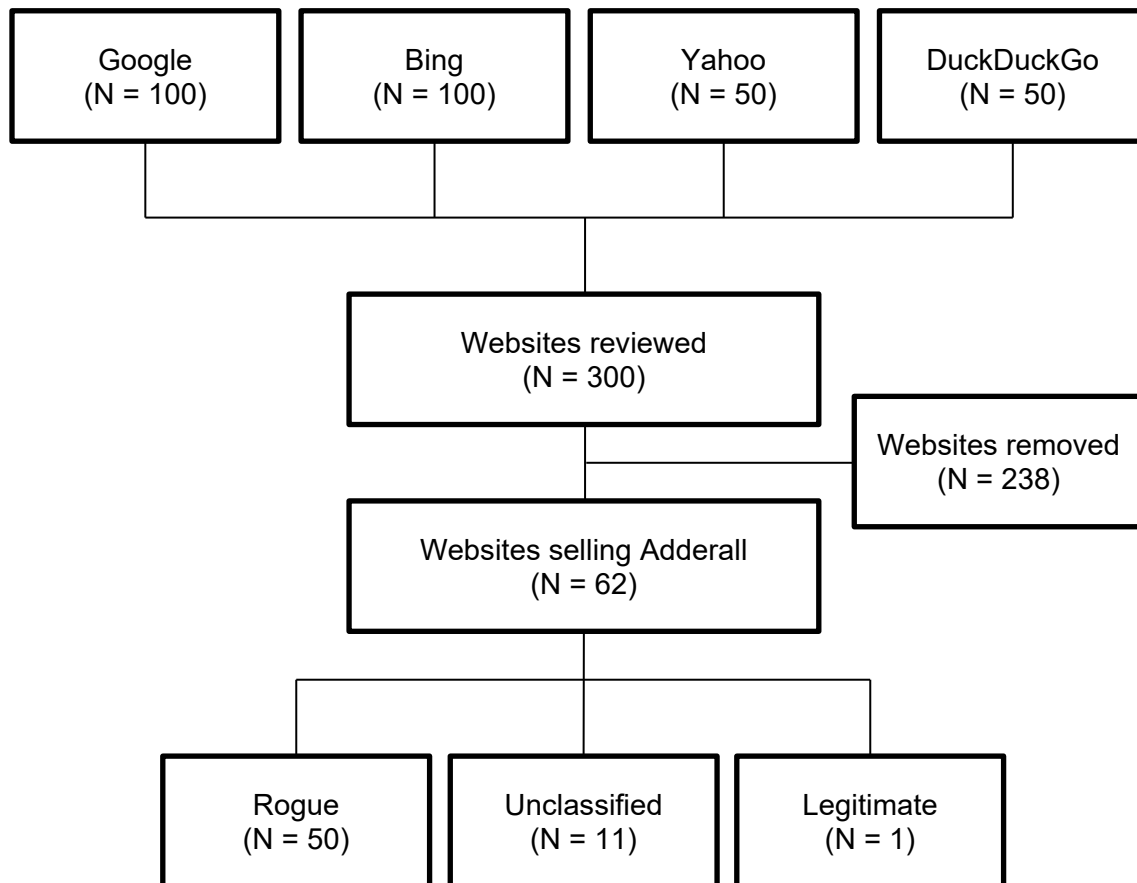 Google
(N = 100)
Bing
(N = 100)
Yahoo
(N = 50)
DuckDuckGo
(N = 50)
Websites reviewed
(N = 300)
Websites removed
(N = 238)
Websites selling Adderall
(N = 62)
Rogue
(N = 50)
Unclassified
(N = 11)
Legitimate
(N = 1)